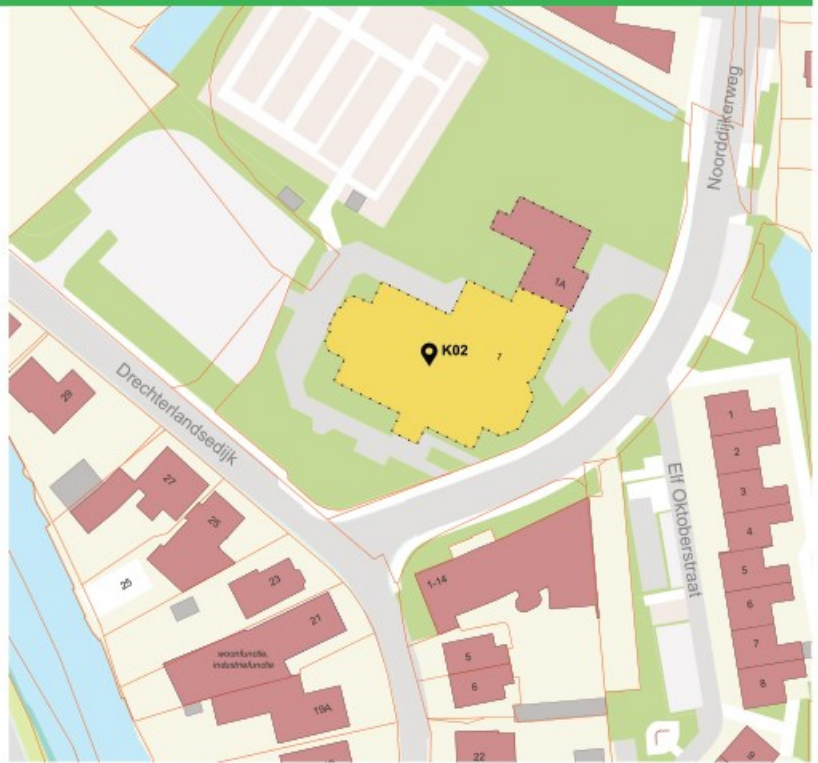 Noorddijkerweg
1A
K02
7
Drechterlandsedijk
29
27
25
25
23
21
woonfunctie,
industriefunctie
19A
1-14
5
6
22
Elf Oktoberstraat
1
2
3
4
5
6
7
8